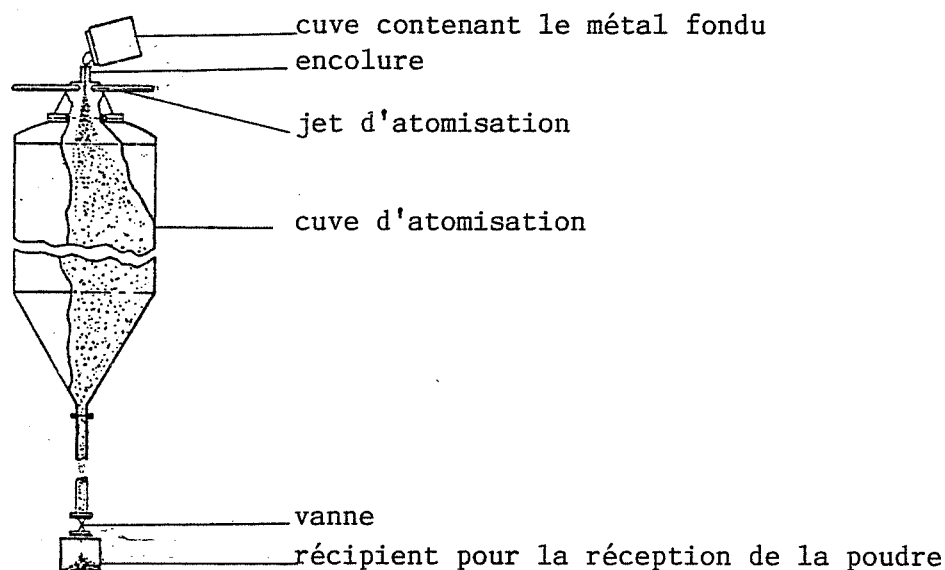 cuve contenant le métal fondu
encolure
jet d'atomisation
cuve d'atomisation
vanne
récipient pour la réception de la poudre